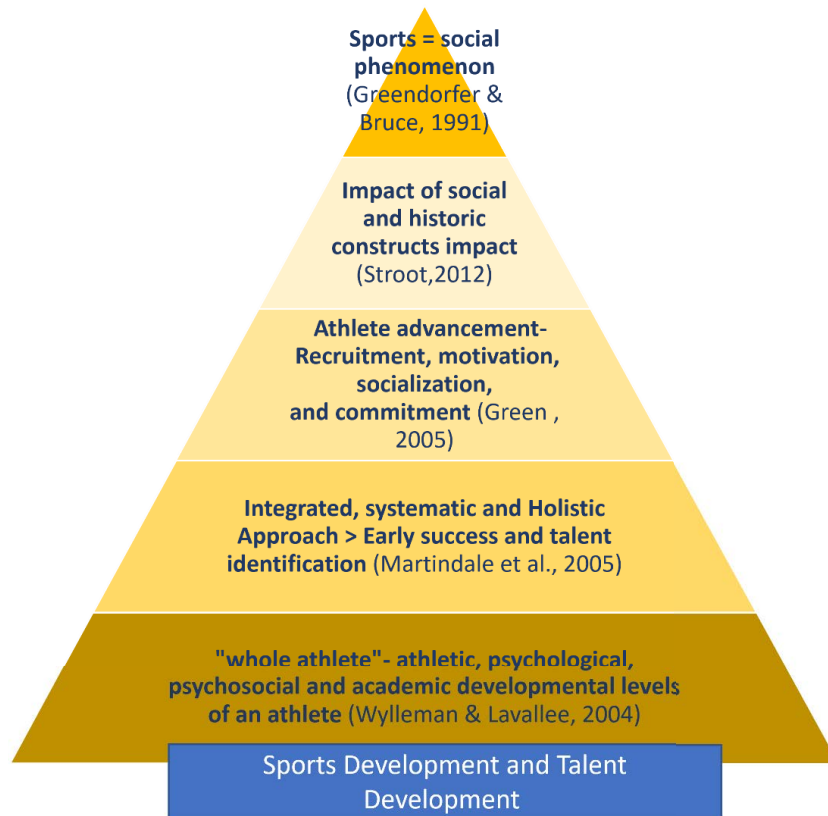 Sports = social
phenomenon
(Greendorfer &
Bruce, 1991)
Impact of social
and historic
constructs impact
(Stroot,2012)
Athlete advancement-
Recruitment, motivation,
socialization,
and commitment (Green ,
2005)
Integrated, systematic and Holistic
Approach > Early success and talent
identification (Martindale et al., 2005)
"whole athlete"- athletic, psychological,
psychosocial and academic developmental levels
of an athlete (Wylleman & Lavallee, 2004)
Sports Development and Talent
Development